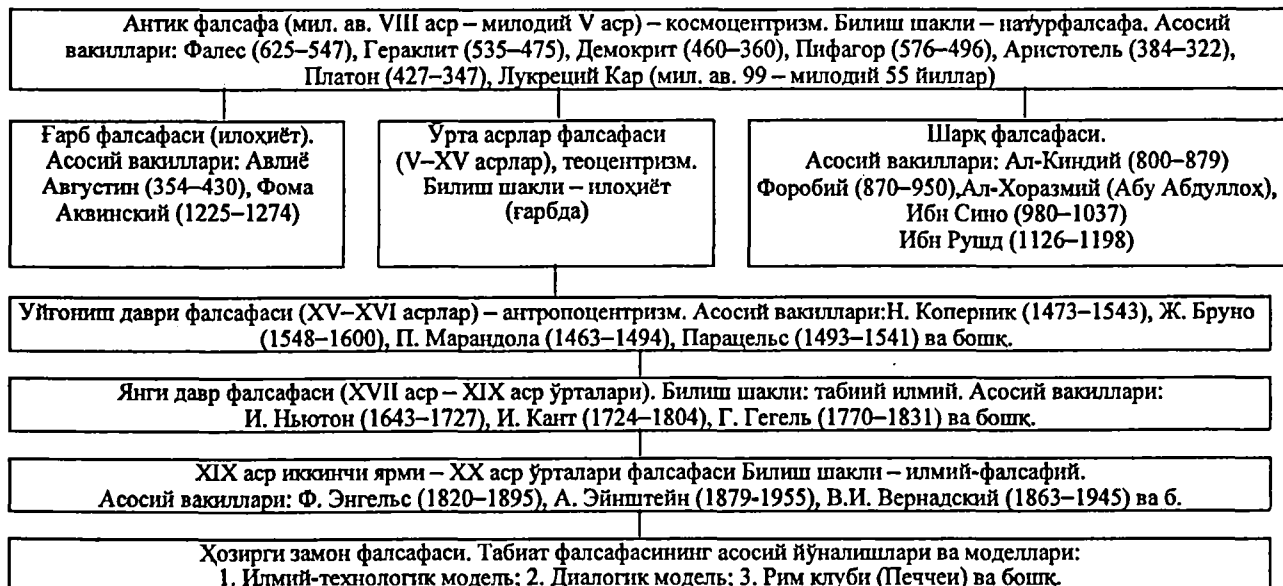 Антик фалсафа (мил. ав. VIII аср – милодий V аср) – космоцентризм. Билиш шакли – натурфалсафа. Асосий
вакиллари: Фалес (625–547), Гераклит (535–475), Демокрит (460–360), Пифагор (576–496), Аристотель (384–322),
Платон (427–347), Лукреций Кар (мил. ав. 99 – милодий 55 йиллар)
Ғарб фалсафаси (илоҳиёт).
Асосий вакиллари: Авлиё
Августин (354–430), Фома
Аквинский (1225–1274)
Ўрта асрлар фалсафаси
(V–XV асрлар), теоцентризм.
Билиш шакли – илоҳиёт
(ғарбда)
Шарқ фалсафаси.
Асосий вакиллари: Ал-Киндий (800–879)
Форобий (870–950),Ал-Хоразмий (Абу Абдуллоҳ),
Ибн Сино (980–1037)
Ибн Рушд (1126–1198)
Уйғониш даври фалсафаси (XV–XVI асрлар) – антропоцентризм. Асосий вакиллари:Н. Коперник (1473–1543), Ж. Бруно
(1548–1600), П. Марандола (1463–1494), Парацельс (1493–1541) ва бошқ.
Янги давр фалсафаси (XVII аср – XIX аср ўрталари). Билиш шакли: табиий илмий. Асосий вакиллари:
И. Ньютон (1643–1727), И. Кант (1724–1804), Г. Гегель (1770–1831) ва бошқ.
XIX аср иккинчи ярми – XX аср ўрталари фалсафаси Билиш шакли – илмий-фалсафий.
Асосий вакиллари: Ф. Энгельс (1820–1895), А. Эйнштейн (1879-1955), В.И. Вернадский (1863–1945) ва б.
Ҳозирги замон фалсафаси. Табиат фалсафасининг асосий йўналишлари ва моделлари:
1. Илмий-технологик модель; 2. Диалогик модель; 3. Рим клуби (Печчеи) ва бошқ.